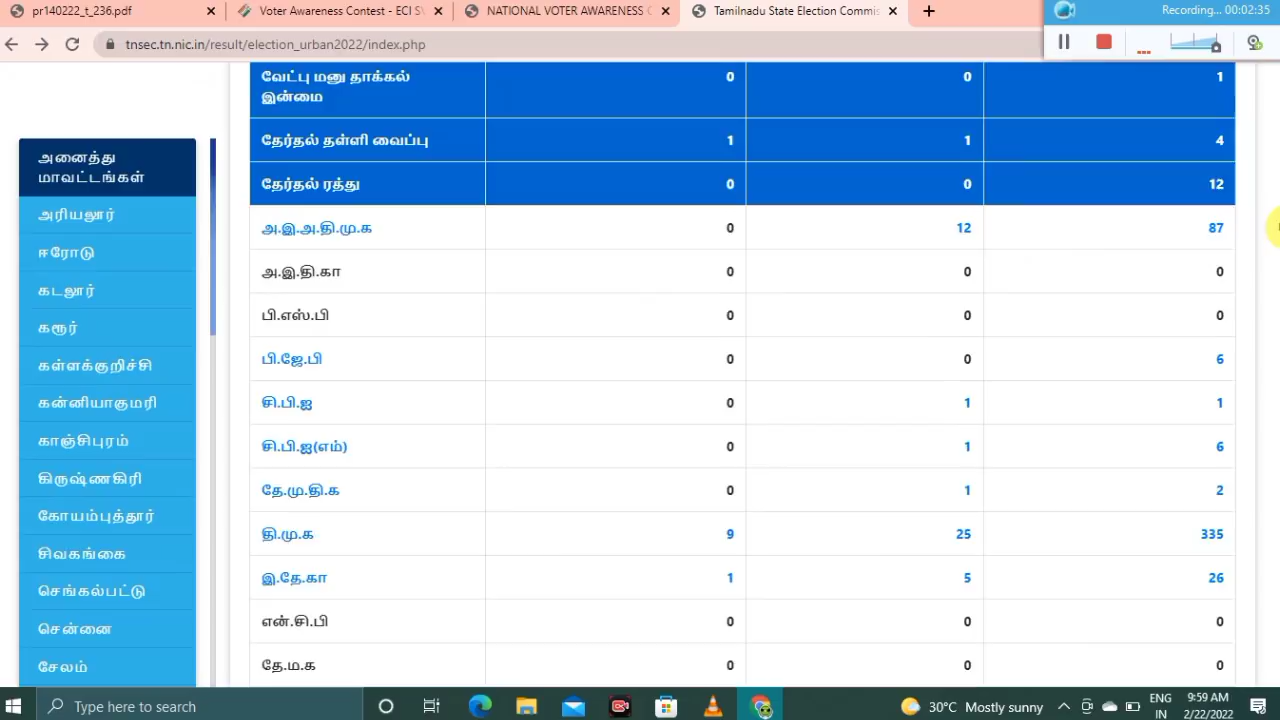 pr140222_t_236.pdf
Voter Awareness Contest - ECI S
NATIONAL VOTER AWARENESS C
Tamilnadu State Election Commis
Recording... 00:02:35
tnsec.tn.nic.in/result/election_urban2022/index.php
அனைத்து
மாவட்டங்கள்
அரியலூர்
ஈரோடு
கடலூர்
கரூர்
கள்ளக்குறிச்சி
கன்னியாகுமரி
காஞ்சிபுரம்
கிருஷ்ணகிரி
கோயம்புத்தூர்
சிவகங்கை
செங்கல்பட்டு
சென்னை
சேலம்
வேட்பு மனு தாக்கல் 0 0 1
இன்மை
தேர்தல் தள்ளி வைப்பு 1 1 4
தேர்தல் ரத்து 0 0 12
அ.இ.அ.தி.மு.க 0 12 87
அ.இ.தி.கா 0 0 0
பி.எஸ்.பி 0 0 0
பி.ஜே.பி 0 0 6
சி.பி.ஐ 0 1 1
சி.பி.ஐ(எம்) 0 1 6
தே.மு.தி.க 0 1 2
தி.மு.க 9 25 335
இ.தே.கா 1 5 26
என்.சி.பி 0 0 0
தே.ம.க 0 0 0
Type here to search
30°C Mostly sunny
ENG
IN
9:59 AM
2/22/2022